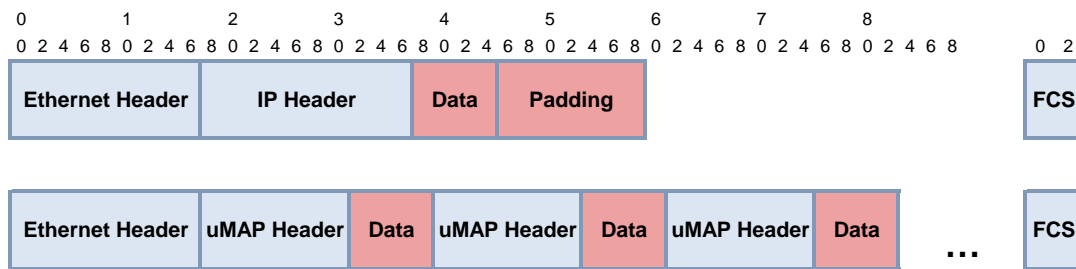 0 1 2 3 4 5 6 7 8
0 2 4 6 8 0 2 4 6 8 0 2 4 6 8 0 2 4 6 8 0 2 4 6 8 0 2 4 6 8 0 2 4 6 8 0 2 4 6 8 0 2 4 6 8 0 2
Ethernet Header IP Header Data Padding FCS
Ethernet Header uMAP Header Data uMAP Header Data uMAP Header Data ... FCS